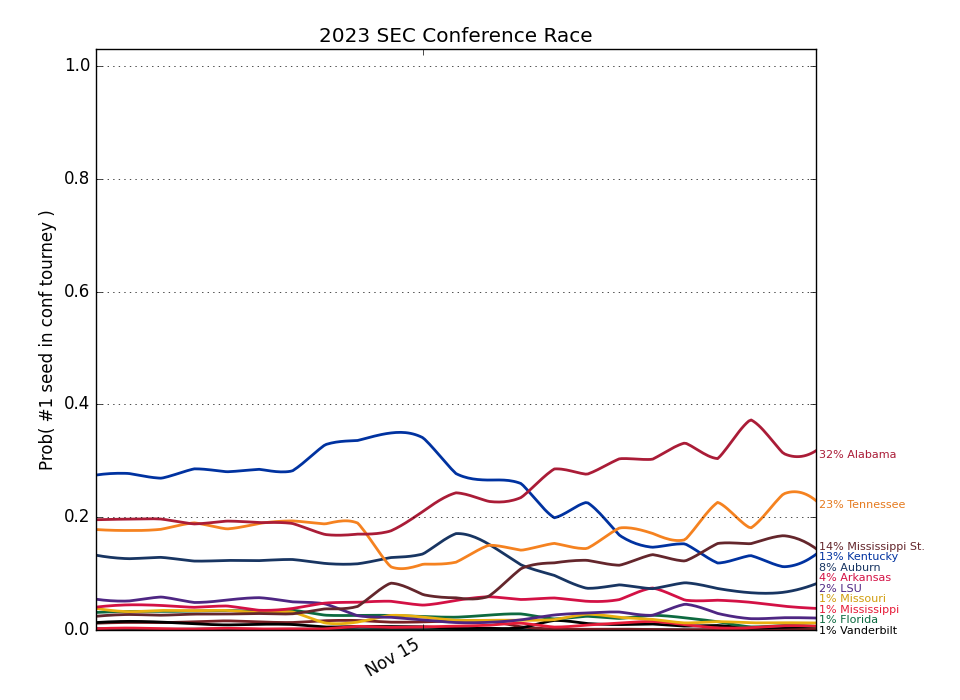 2023 SEC Conference Race
Prob( #1 seed in conf tourney )
1.0
0.8
0.6
0.4
0.2
0.0
Nov 15
32% Alabama
23% Tennessee
14% Mississippi St.
13% Kentucky
8% Auburn
4% Arkansas
2% LSU
1% Missouri
1% Mississippi
1% Florida
1% Vanderbilt